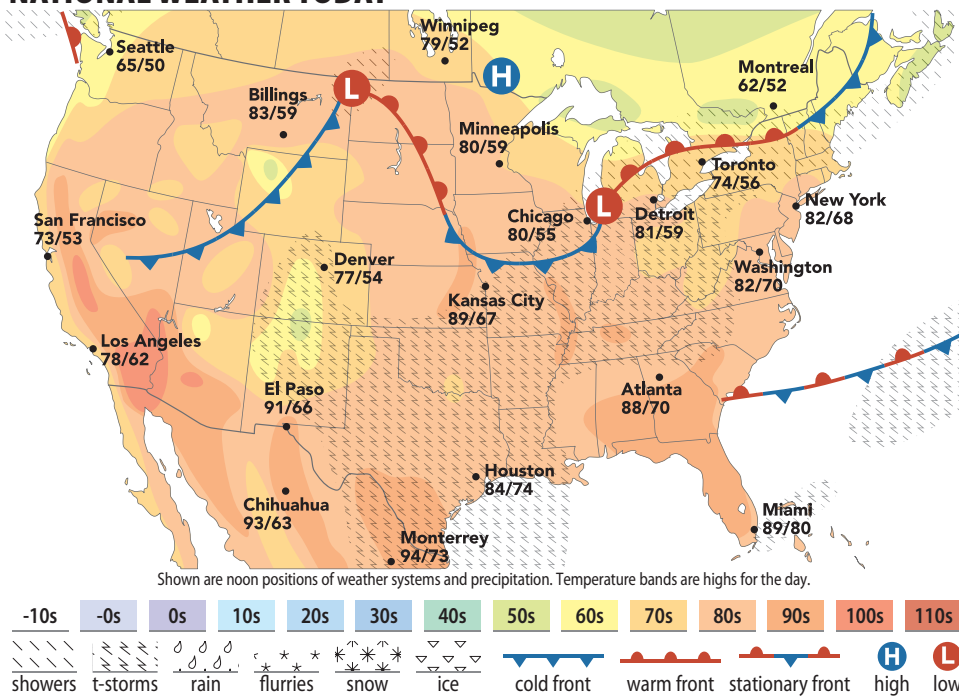 NATIONAL WEATHER TODAY
Winnipeg
79/52
Seattle
65/50
H
Montreal
62/52
L
Billings
83/59
Minneapolis
80/59
Toronto
74/56
L
San Francisco
73/53
Chicago
80/55
Detroit
81/59
New York
82/68
Denver
77/54
Washington
82/70
Kansas City
89/67
Los Angeles
78/62
El Paso
91/66
Atlanta
88/70
Houston
84/74
Chihuahua
93/63
Miami
89/80
Monterrey
94/73
Shown are noon positions of weather systems and precipitation. Temperature bands are highs for the day.
-10s -0s 0s 10s 20s 30s 40s 50s 60s 70s 80s 90s 100s 110s
H L
showers t-storms rain flurries snow ice cold front warm front stationary front high low